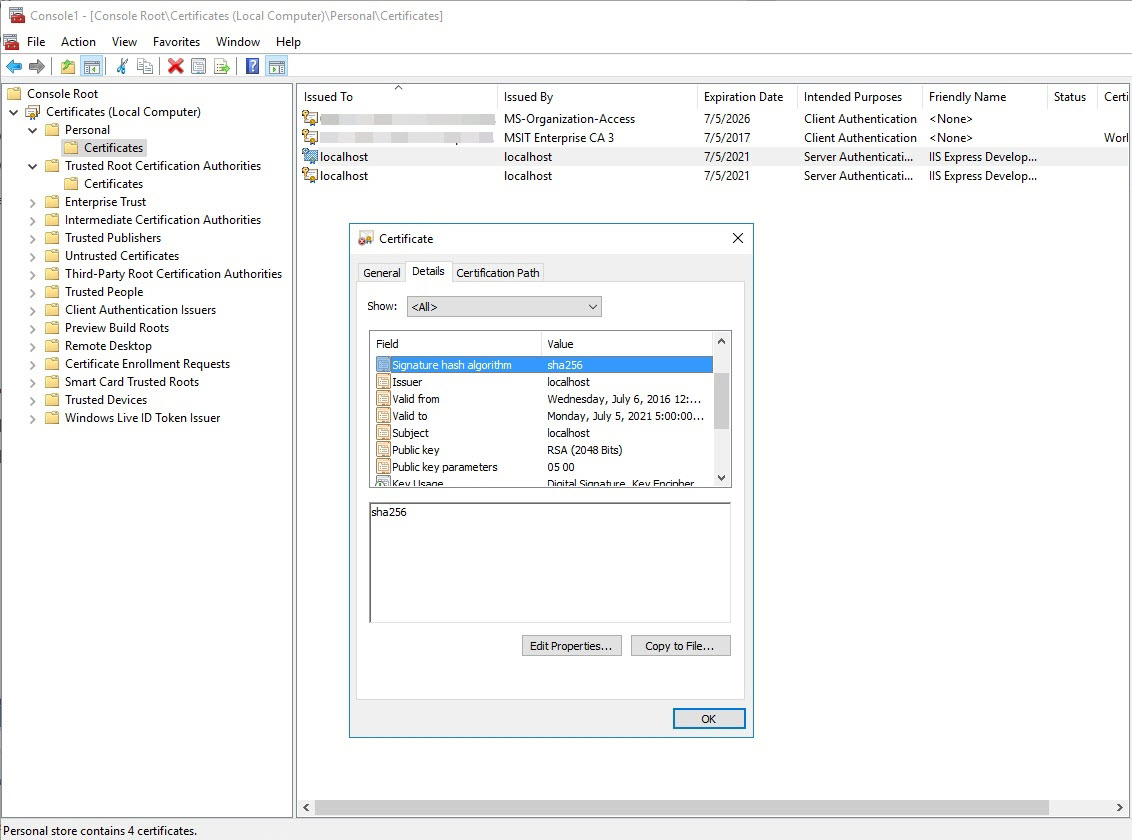 Console1 - [Console Root\Certificates (Local Computer)\Personal\Certificates]
File Action View Favorites Window Help
Console Root
Certificates (Local Computer)
Personal
Certificates
Trusted Root Certification Authorities
Certificates
Enterprise Trust
Intermediate Certification Authorities
Trusted Publishers
Untrusted Certificates
Third-Party Root Certification Authorities
Trusted People
Client Authentication Issuers
Preview Build Roots
Remote Desktop
Certificate Enrollment Requests
Smart Card Trusted Roots
Trusted Devices
Windows Live ID Token Issuer
Issued To Issued By Expiration Date Intended Purposes Friendly Name Status Certi
MS-Organization-Access 7/5/2026 Client Authentication <None>
MSIT Enterprise CA 3 7/5/2017 Client Authentication <None> Worl
localhost localhost 7/5/2021 Server Authenticati... IIS Express Develop...
localhost localhost 7/5/2021 Server Authenticati... IIS Express Develop...
Certificate
General Details Certification Path
Show: <All>
Field Value
Signature hash algorithm sha256
Issuer localhost
Valid from Wednesday, July 6, 2016 12:...
Valid to Monday, July 5, 2021 5:00:00...
Subject localhost
Public key RSA (2048 Bits)
Public key parameters 05 00
Key Usage Digital Signature, Key Encipher
sha256
Edit Properties... Copy to File...
OK
Personal store contains 4 certificates.